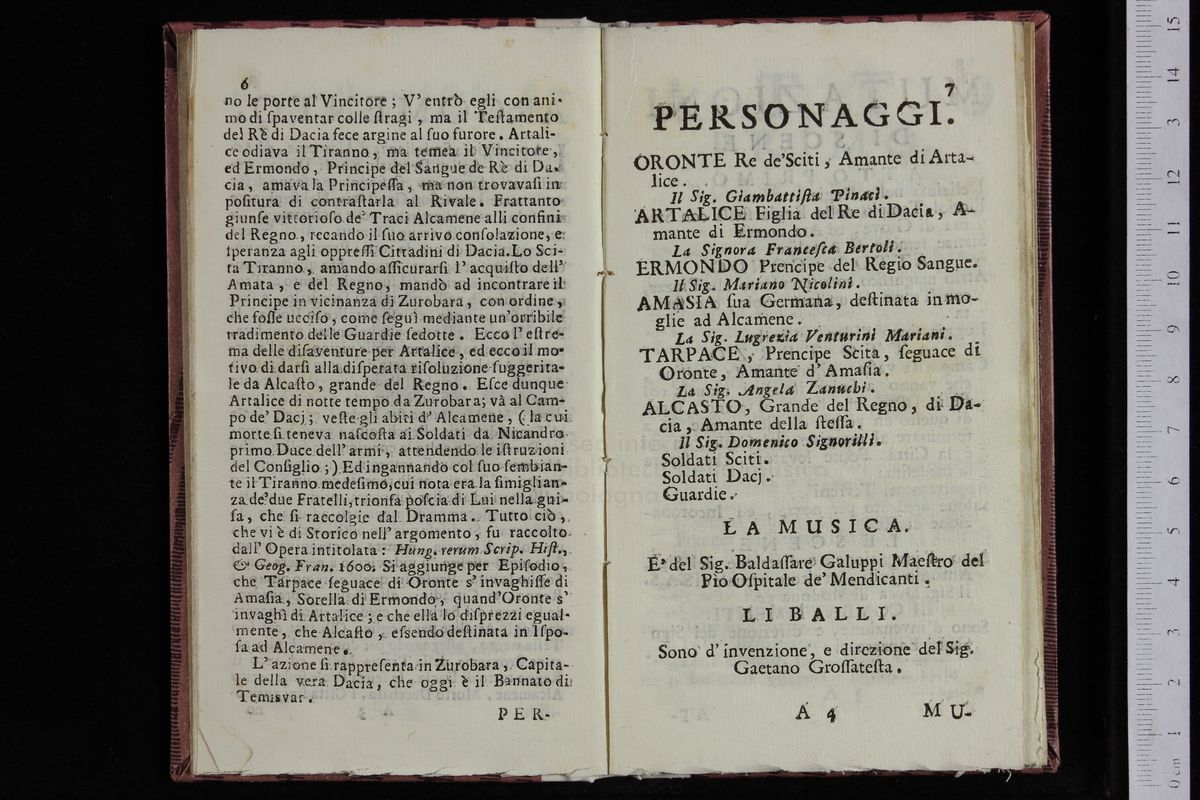 6
no le porte al Vincitore ; V' entrò egli con ani-
mo di ſpaventar colle ſtragi , ma il Teſtamento
del Rè di Dacia fece argine al ſuo furore. Artali-
ce odiava il Tiranno , ma temea il Vincitore,
ed Ermondo , Principe del Sangue de Rè di Da-
cia , amava la Principeſſa , ma non trovavaſi in
poſitura di contraſtarla al Rivale. Frattanto
giunſe vittorioſo de' Traci Alcamene alli confini
del Regno , recando il ſuo arrivo conſolazione, e
ſperanza agli oppreſſi Cittadini di Dacia. Lo Sci-
ta Tiranno , amando aſſicurarſi l' acquiſto dell'
Amata , e del Regno, mandò ad incontrare il
Principe in vicinanza di Zurobara , con ordine ,
che foſſe ucciſo , come ſeguì mediante un'orribile
tradimento delle Guardie ſedotte . Ecco l' eſtre-
ma delle diſaventure per Artalice , ed ecco il mo-
tivo di darſi alla diſperata riſoluzione ſuggerita-
le da Alcaſto , grande del Regno . Eſce dunque
Artalice di notte tempo da Zurobara; và al Cam-
po de' Dacj ; veſte gli abiti d' Alcamene , ( la cui
morte ſi teneva naſcoſta ai Soldati da Nicandro
primo Duce dell' armi , attendendo le iſtruzioni
del Conſiglio ; ) Ed ingannando col ſuo ſembian-
te il Tiranno medeſimo, cui nota era la ſimiglian-
za de'due Fratelli, trionfa poſcia di Lui nella gui-
ſa , che ſi raccolgie dal Dramma. Tutto ciò ,
che vi è di Storico nell' argomento , fu raccolto
dall' Opera intitolata : Hung. rerum Scrip. Hiſt.,
& Geog. Fran. 1600. Si aggiunge per Epiſodio ,
che Tarpace ſeguace di Oronte s' invaghiſſe di
Amaſia , Sorella di Ermondo , quand'Oronte s'
invaghì di Artalice ; e che ella lo diſprezzi egual-
mente , che Alcaſto , eſsendo deſtinata in Iſpo-
ſa ad Alcamene .
L' azione ſi rappreſenta in Zurobara , Capita-
le della vera Dacia , che oggi è il Bannato di
Temisvar .
PER-
7
PERSONAGGI.
ORONTE Re de'Sciti , Amante di Arta-
lice .
Il Sig. Giambattiſta Pinaci.
ARTALICE Figlia del Re di Dacia , A-
mante di Ermondo.
La Signora Franceſca Bertoli .
ERMONDO Prencipe del Regio Sangue.
Il Sig. Mariano Nicolini .
AMASIA ſua Germana, deſtinata in mo-
glie ad Alcamene .
La Sig. Lugrezia Venturini Mariani.
TARPACE , Prencipe Scita , ſeguace di
Oronte, Amante d' Amaſia .
La Sig. Angela Zanuchi .
ALCASTO, Grande del Regno , di Da-
cia , Amante della ſteſſa .
Il Sig. Domenico Signorilli.
Soldati Sciti .
Soldati Dacj .
Guardie .
LA MUSICA.
E' del Sig. Baldaſſare Galuppi Maeſtro del
Pio Oſpitale de' Mendicanti .
LI BALLI.
Sono d' invenzione , e direzione del Sig.
Gaetano Groſſateſta .
A 4 MU-
0 cm 1 2 3 4 5 6 7 8 9 10 11 12 13 14 15